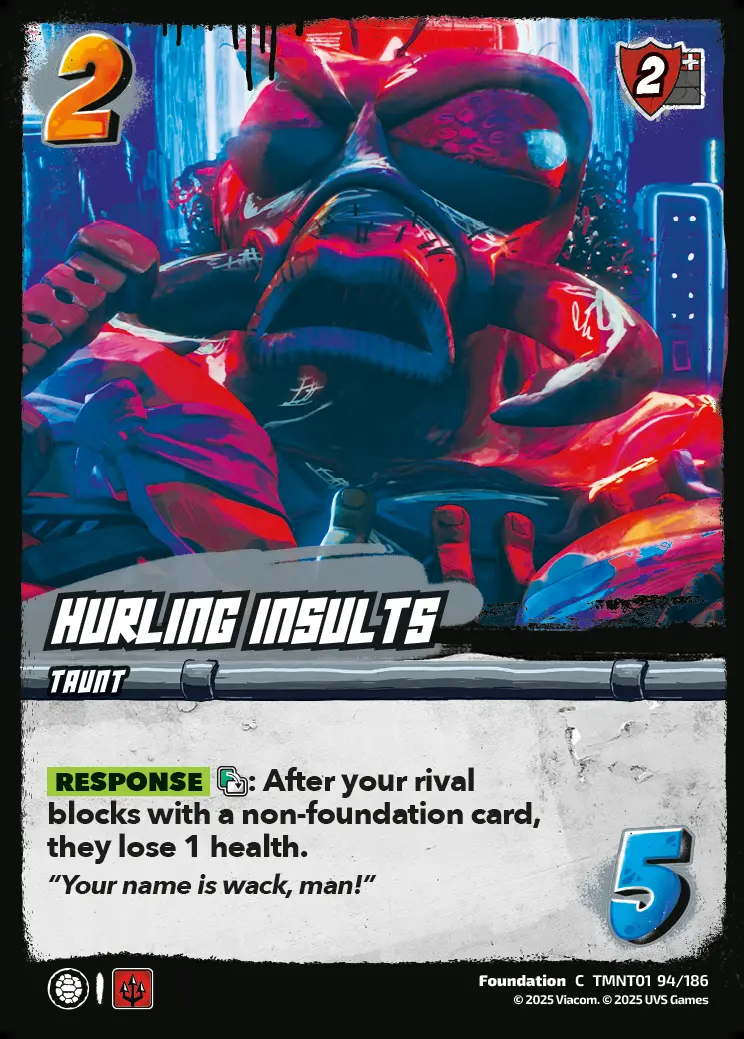 2
2
HURLING INSULTS
TAUNT
RESPONSE : After your rival
blocks with a non-foundation card,
they lose 1 health.
“Your name is wack, man!”
5
Foundation C TMNT01 94/186
© 2025 Viacom. © 2025 UVS Games